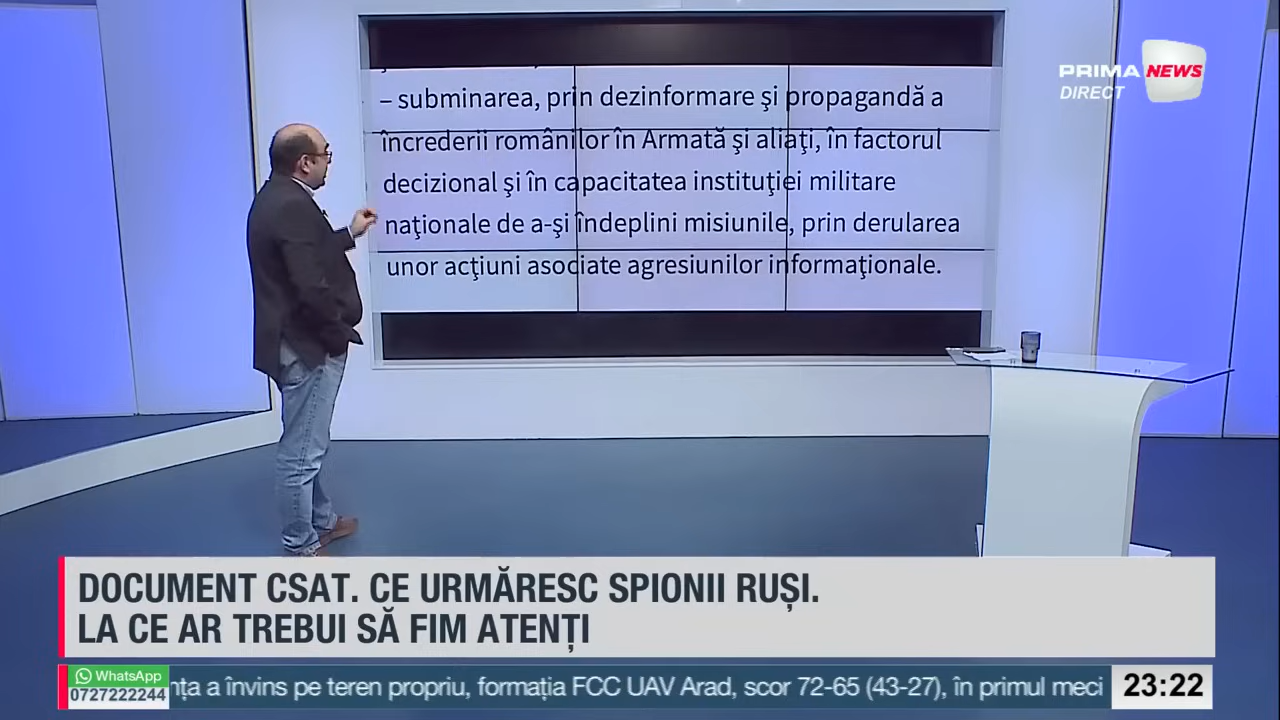 – subminarea, prin dezinformare şi propagandă a
încrederii românilor în Armată şi aliaţi, în factorul
decizional şi în capacitatea instituţiei militare
naţionale de a-şi îndeplini misiunile, prin derularea
unor acţiuni asociate agresiunilor informaţionale.
PRIMA NEWS
DIRECT
DOCUMENT CSAT. CE URMĂRESC SPIONII RUȘI.
LA CE AR TREBUI SĂ FIM ATENȚI
WhatsApp
0727222244
nța a învins pe teren propriu, formația FCC UAV Arad, scor 72-65 (43-27), în primul meci
23:22